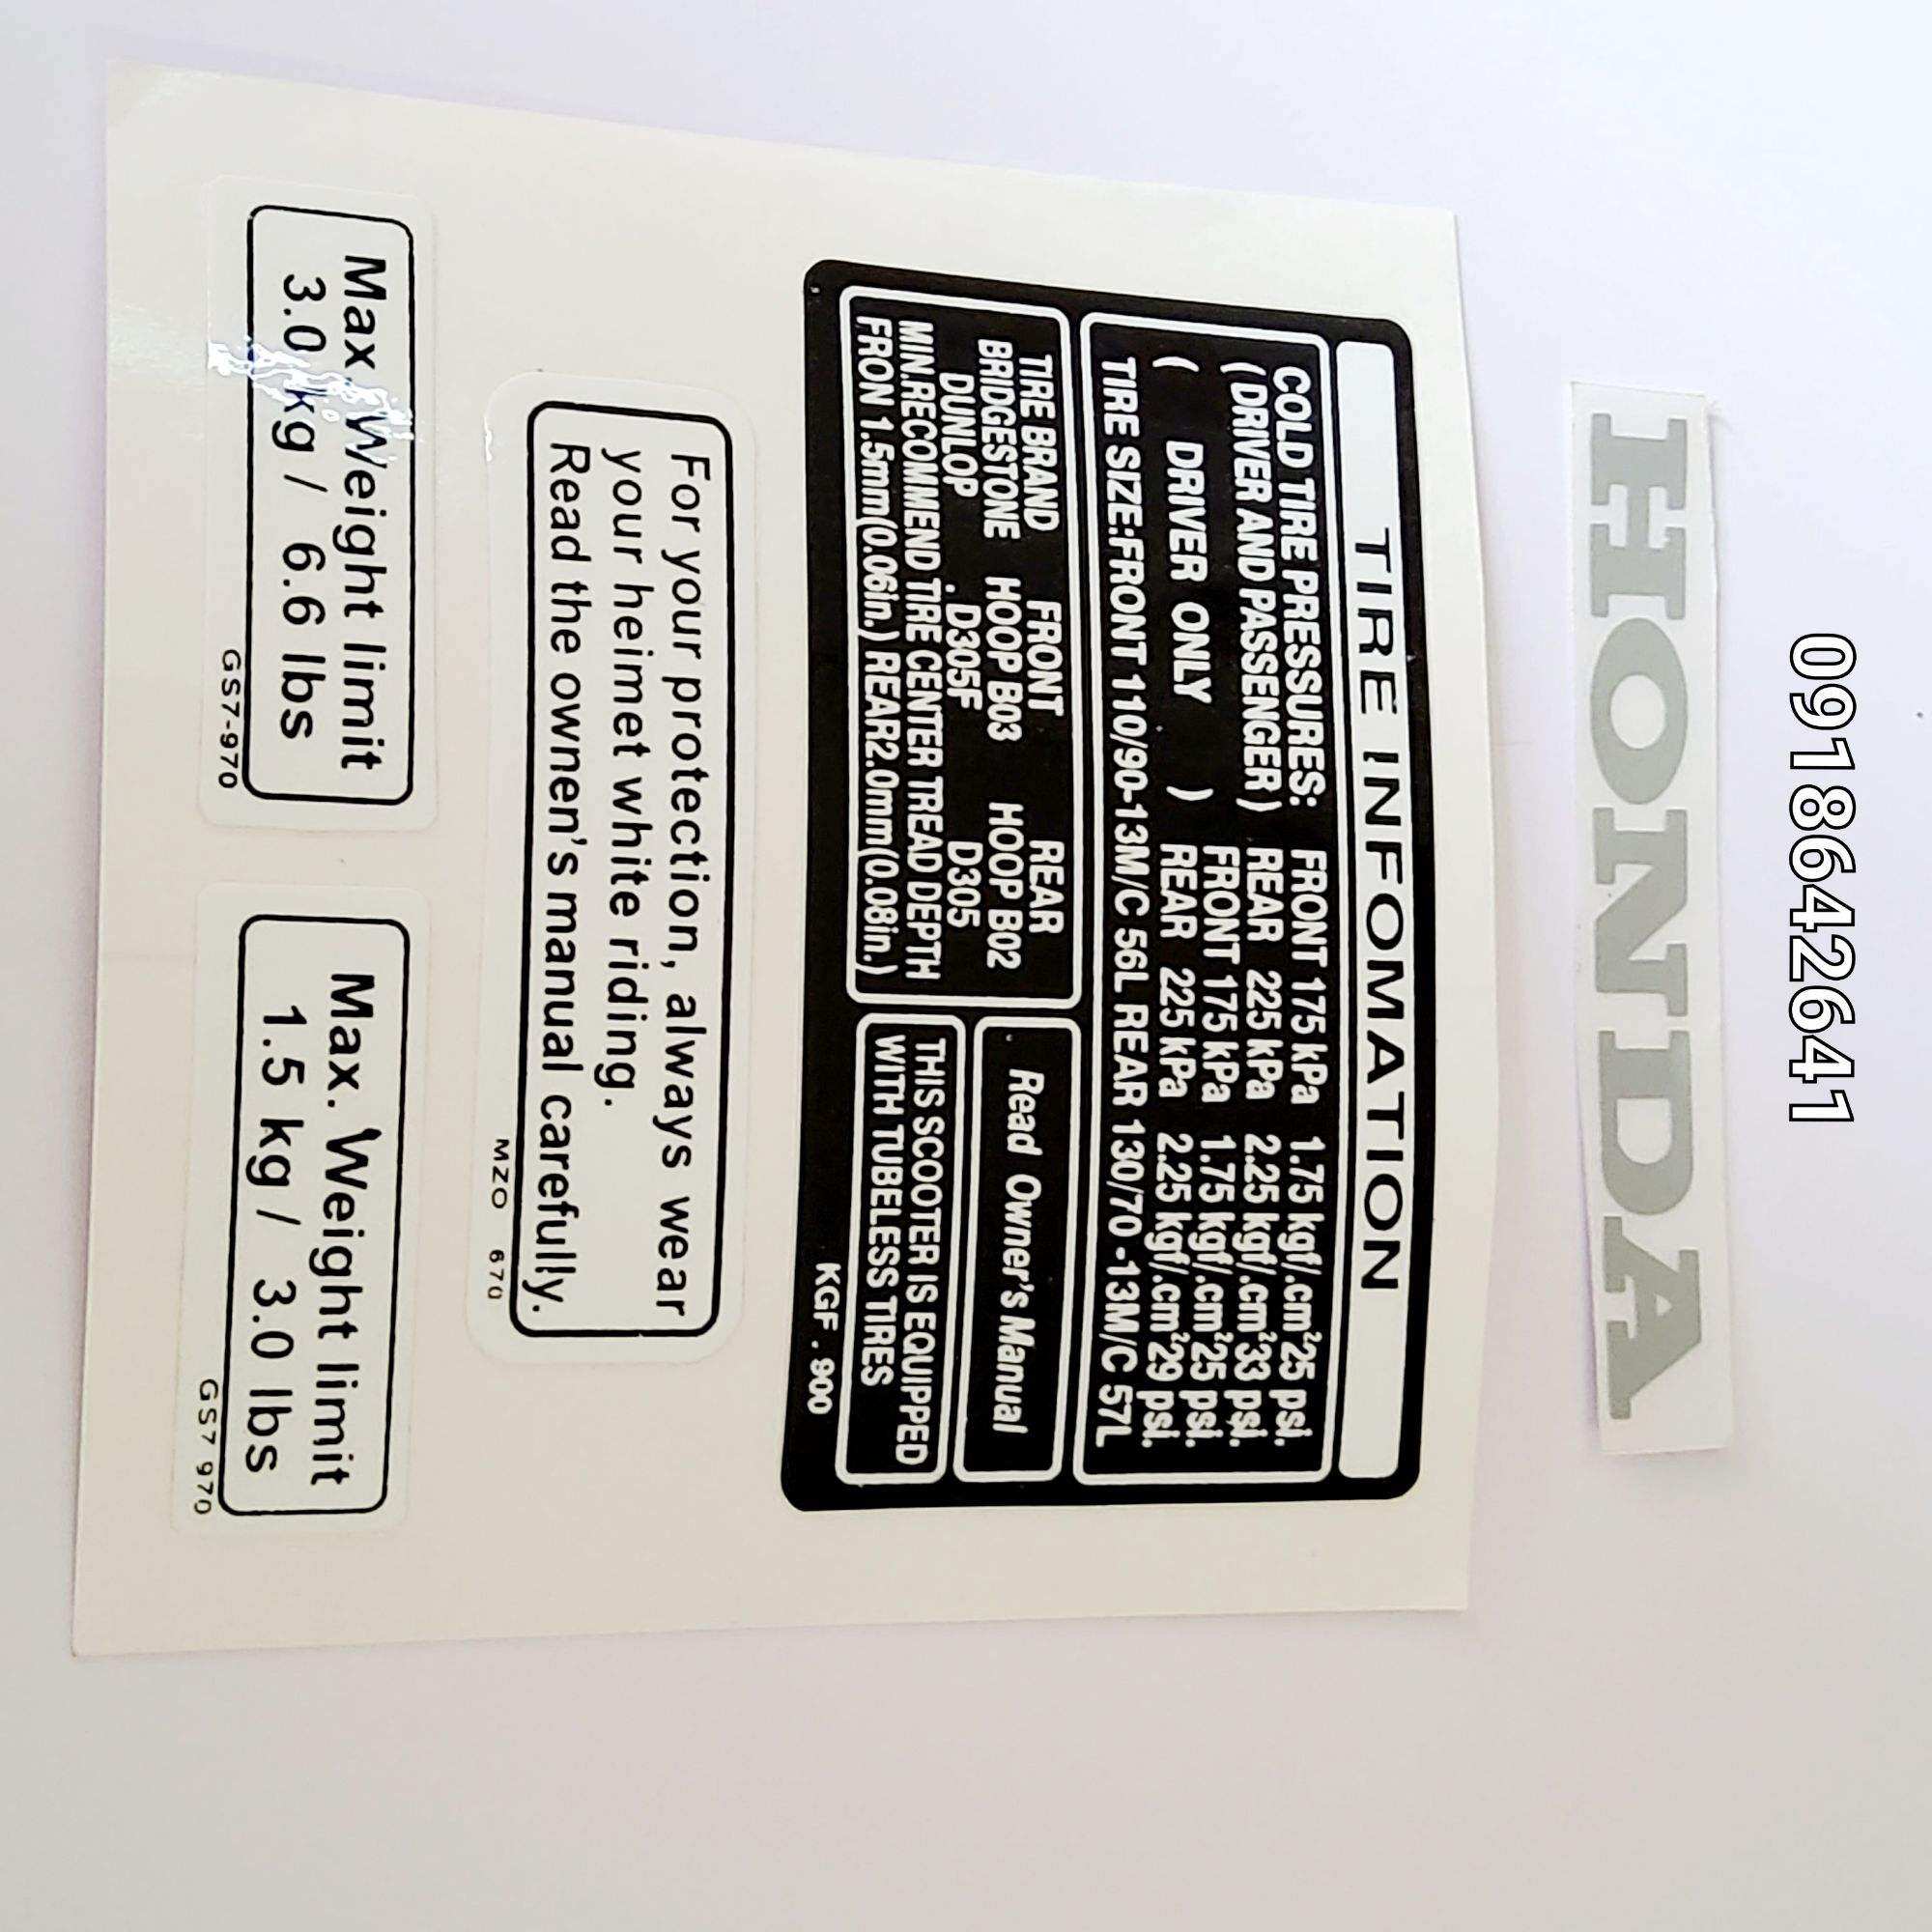 0918642641
HONDA
TIRE INFOMATION
COLD TIRE PRESSURES: FRONT 175 kPa 1.75 kgf/.cm² 25 psi.
(DRIVER AND PASSENGER) REAR 225 kPa 2.25 kgf/.cm² 33 psi.
( DRIVER ONLY ) FRONT 175 kPa 1.75 kgf/.cm² 25 psi.
REAR 225 kPa 2.25 kgf/.cm² 29 psi.
TIRE SIZE:FRONT 110/90-13M/C 56L REAR 130/70 -13M/C 57L
TIRE BRAND FRONT REAR
BRIDGESTONE HOOP B03 HOOP B02
DUNLOP . D305F D305
MIN.RECOMMEND TIRE CENTER TREAD DEPTH
FRON 1.5mm(0.06in.) REAR2.0mm(0.08in.)
Read Owner's Manual
THIS SCOOTER IS EQUIPPED
WITH TUBELESS TIRES
KGF . 900
For your protection, always wear
your heimet white riding.
Read the ownen's manual carefully.
MZO 670
Max Weight limit
3.0 kg / 6.6 lbs
GS7-970
Max. Weight limit
1.5 kg / 3.0 lbs
GS7 970